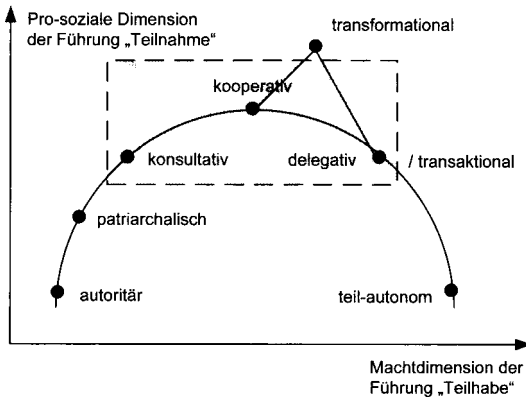 Pro-soziale Dimension
der Führung „Teilnahme“
transformational
kooperativ
konsultativ
delegativ
/ transaktional
patriarchalisch
autoritär
teil-autonom
Machtdimension der
Führung „Teilhabe“